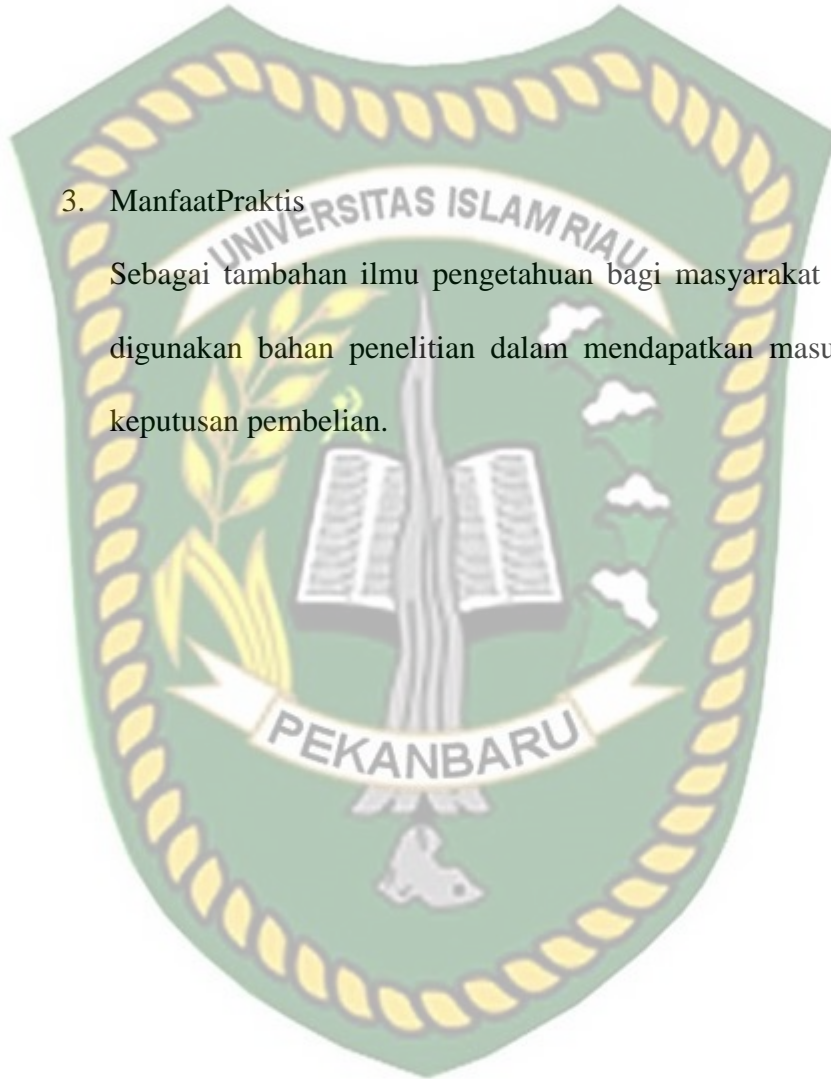 3. ManfaatPraktis
UNIVERSITAS ISLAM RIAU
Sebagai tambahan ilmu pengetahuan bagi masyarakat
digunakan bahan penelitian dalam mendapatkan masu
keputusan pembelian.
PEKANBARU